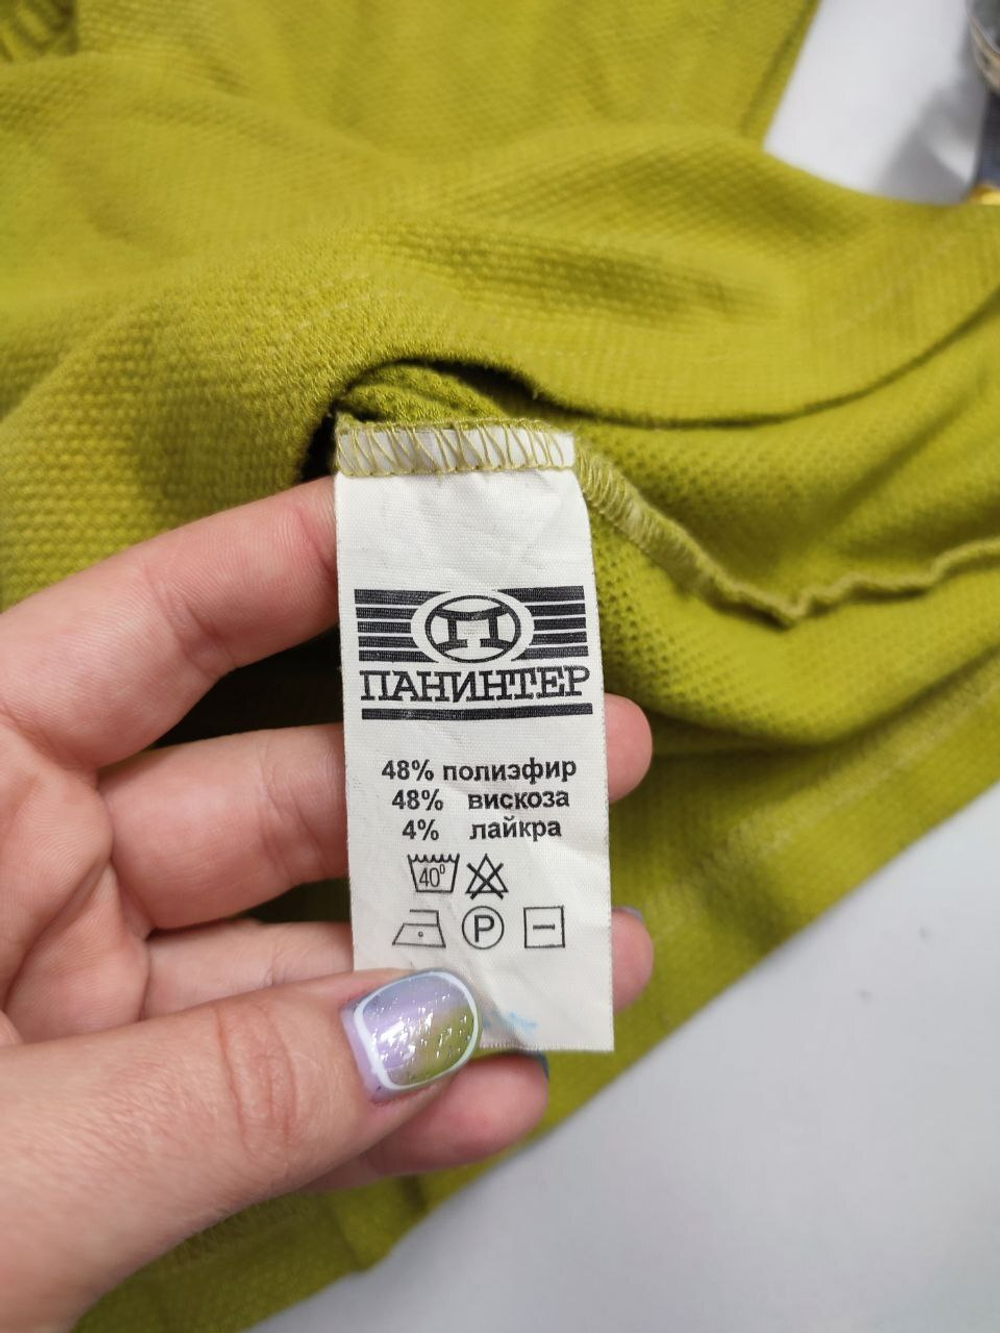 П
ПАНИНТЕР
48% полиэфир
48% вискоза
4% лайкра
40°
P